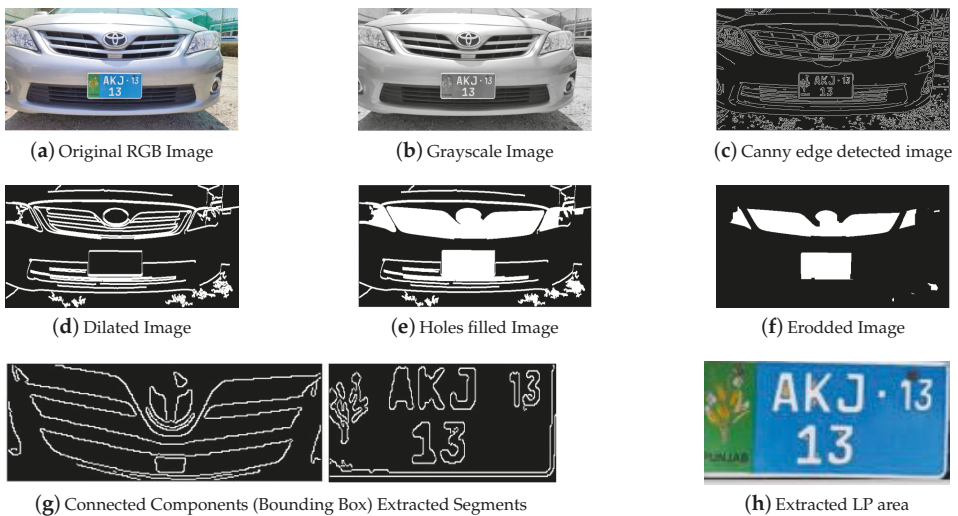 AKJ · 13
13
AKJ · 13
13
AKJ · 13
13
(a) Original RGB Image
(b) Grayscale Image
(c) Canny edge detected image
(d) Dilated Image
(e) Holes filled Image
(f) Erodded Image
AKJ 13
13
AKJ · 13
13
PUNJAB
(g) Connected Components (Bounding Box) Extracted Segments
(h) Extracted LP area